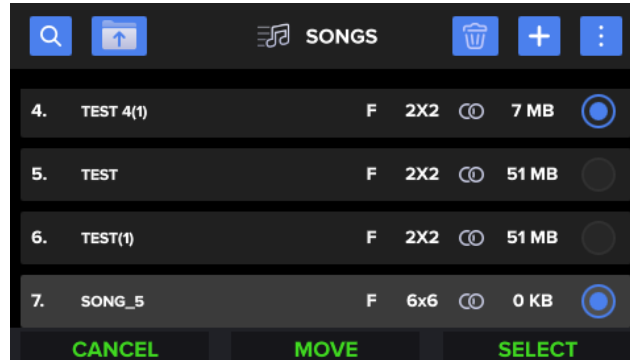 SONGS
4. TEST 4(1) F 2X2 7 MB
5. TEST F 2X2 51 MB
6. TEST(1) F 2X2 51 MB
7. SONG_5 F 6x6 0 KB
CANCEL MOVE SELECT